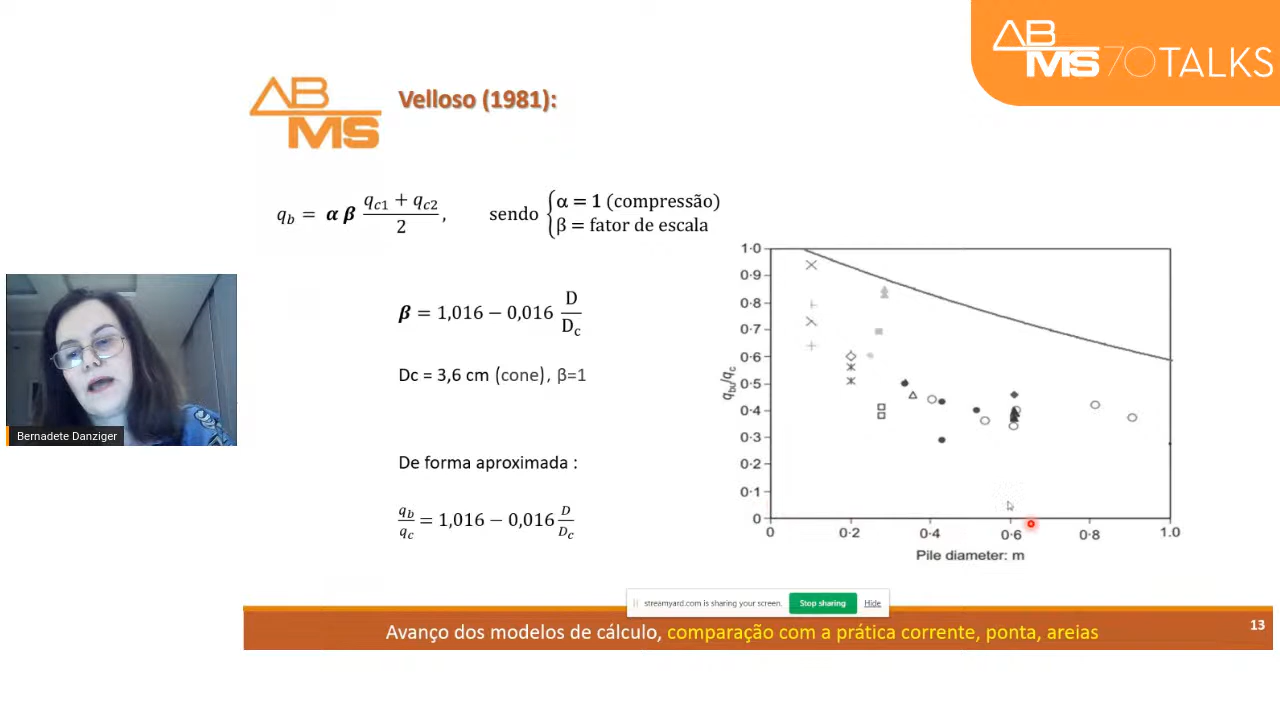 AB
MS 70 TALKS
AB
MS
Velloso (1981):
q_b = α β (q_c1 + q_c2)/2 , sendo { α = 1 (compressão)
β = fator de escala
β = 1,016 − 0,016 D/D_c
Dc = 3,6 cm (cone), β=1
De forma aproximada :
q_b/q_c = 1,016 − 0,016 D/D_c
1·0
0·9
0·8
0·7
0·6
0·5
0·4
0·3
0·2
0·1
0
q_bu/q_c
0 0·2 0·4 0·6 0·8 1.0
Pile diameter: m
Bernadete Danziger
streamyard.com is sharing your screen. Stop sharing Hide
Avanço dos modelos de cálculo, comparação com a prática corrente, ponta, areias
13